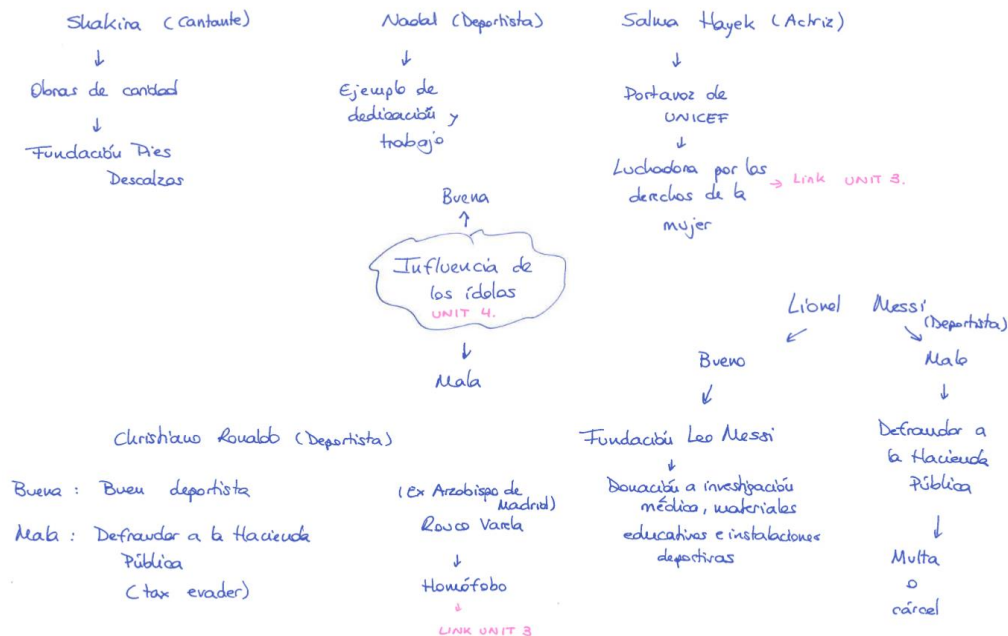 Shakira (Cantante)
Obras de caridad
Fundación Pies
Descalzos
Nadal (Deportista)
Ejemplo de
dedicación y
trabajo
Salma Hayek (Actriz)
Portavoz de
UNICEF
Luchadora por los
derechos de la
mujer
→ Link UNIT 3.
Buena
Influencia de
los ídolos
UNIT 4.
Mala
Lionel Messi
(Deportista)
Bueno
Fundación Leo Messi
Donación a investigación
médica, materiales
educativos e instalaciones
deportivas
Malo
Defraudar a
la Hacienda
Pública
Multa
o
cárcel
Christiano Ronaldo (Deportista)
Buena : Buen deportista
Mala : Defraudar a la Hacienda
Pública
(tax evader)
(Ex Arzobispo de
Madrid)
Rouco Varela
Homófobo
LINK UNIT 3